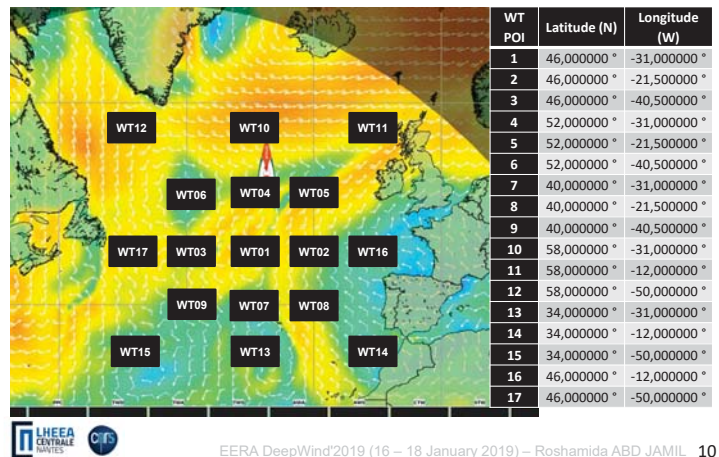 WT POI Latitude (N) Longitude (W)
1 46,000000 ° -31,000000 °
2 46,000000 ° -21,500000 °
3 46,000000 ° -40,500000 °
4 52,000000 ° -31,000000 °
5 52,000000 ° -21,500000 °
6 52,000000 ° -40,500000 °
7 40,000000 ° -31,000000 °
8 40,000000 ° -21,500000 °
9 40,000000 ° -40,500000 °
10 58,000000 ° -31,000000 °
11 58,000000 ° -12,000000 °
12 58,000000 ° -50,000000 °
13 34,000000 ° -31,000000 °
14 34,000000 ° -12,000000 °
15 34,000000 ° -50,000000 °
16 46,000000 ° -12,000000 °
17 46,000000 ° -50,000000 °
WT12 WT10 WT11
WT06 WT04 WT05
WT17 WT03 WT01 WT02 WT16
WT09 WT07 WT08
WT15 WT13 WT14
LHEEA
CENTRALE
NANTES
cnrs
EERA DeepWind'2019 (16 – 18 January 2019) – Roshamida ABD JAMIL 10